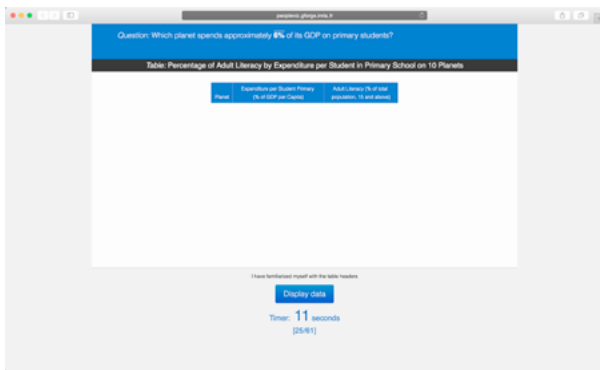 peoplevis.gforge.inria.fr
Question: Which planet spends approximately 6% of its GDP on primary students?
Table: Percentage of Adult Literacy by Expenditure per Student in Primary School on 10 Planets
Expenditure per Student Primary Adult Literacy (% of total
Planet (% of GDP per Capita) population, 15 and above)
I have familiarized myself with the table headers
Display data
Timer: 11 seconds
[25/61]